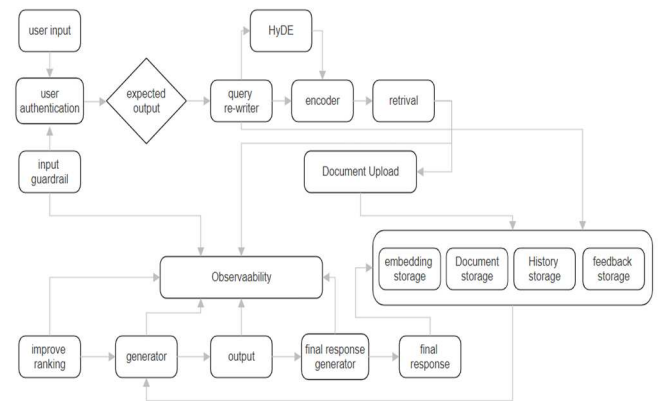 user input
HyDE
user
authentication
expected
output
query
re-writer
encoder
retrival
input
guardrail
Document Upload
embedding
storage
Document
storage
History
storage
feedback
storage
Observaability
improve
ranking
generator
output
final response
generator
final
response